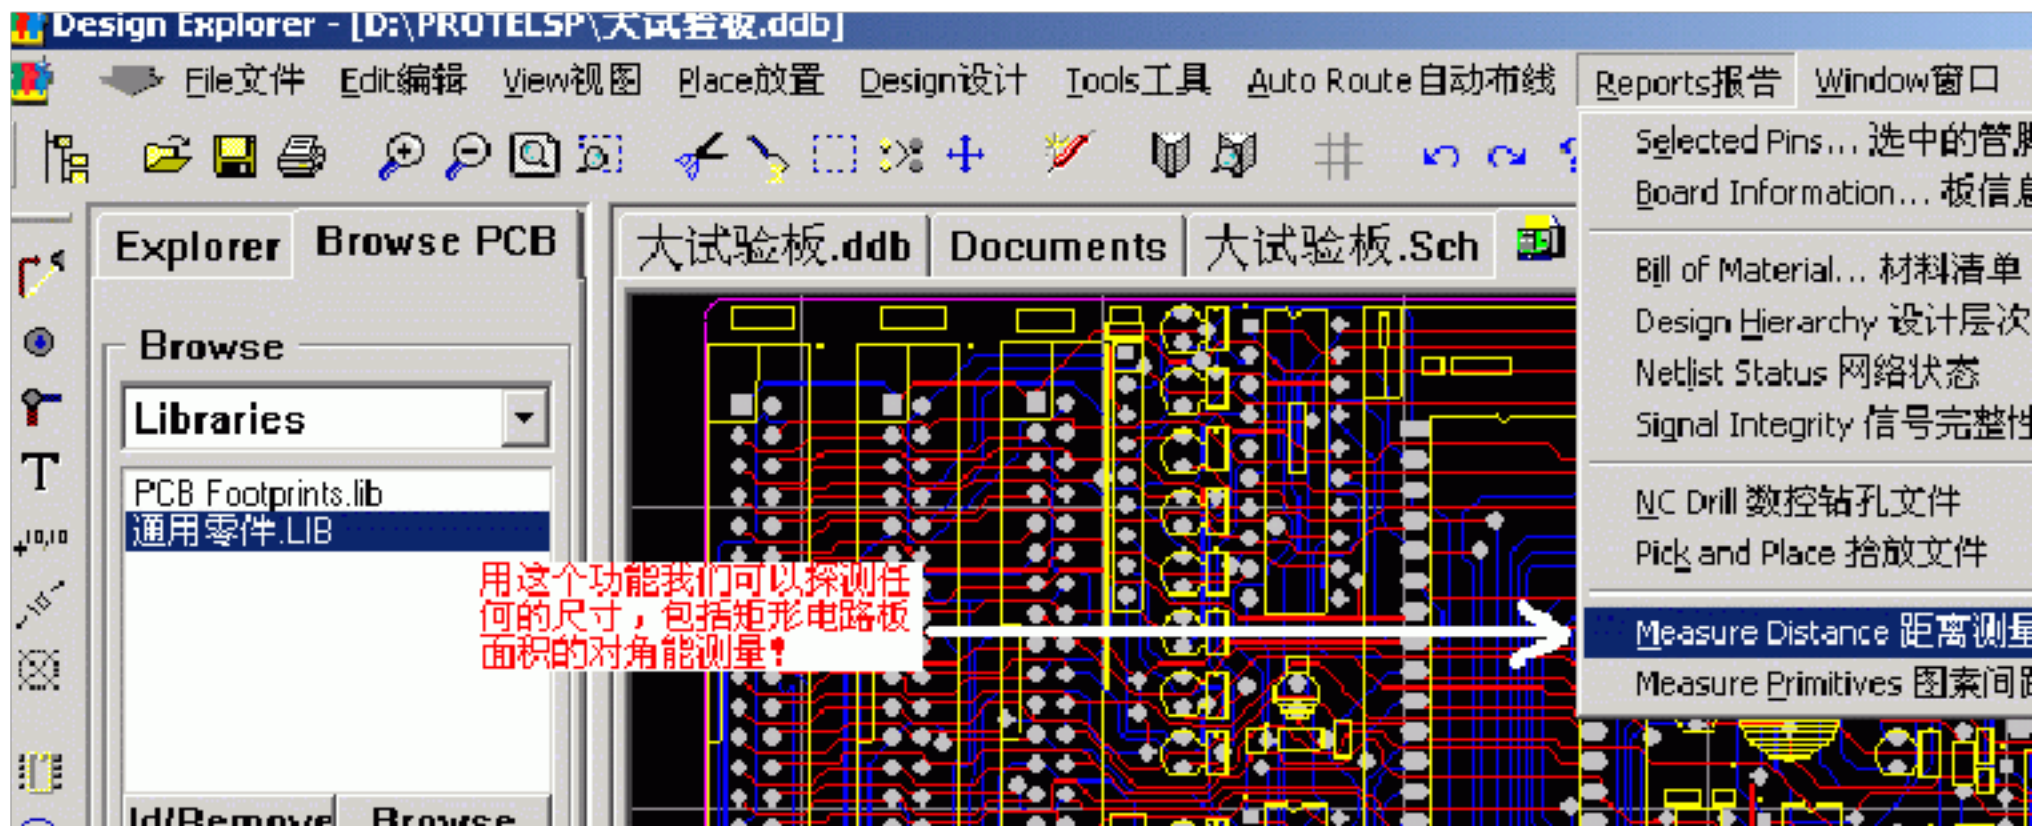 Design Explorer - [D:\PROTELSP\大试验板.ddb]
File文件 Edit编辑 View视图 Place放置 Design设计 Tools工具 Auto Route自动布线 Reports报告 Window窗口
Selected Pins... 选中的管脚
Board Information... 板信息
Explorer Browse PCB 大试验板.ddb Documents 大试验板.Sch
Bill of Material... 材料清单
Design Hierarchy 设计层次
Browse
Netlist Status 网络状态
Libraries
Signal Integrity 信号完整性
T
PCB Footprints.lib
NC Drill 数控钻孔文件
通用零件.LIB
+10,10
Pick and Place 拾放文件
用这个功能我们可以探测任
何的尺寸，包括矩形电路板
面积的对角能测量！
10
Measure Distance 距离测量
Measure Primitives 图素间距
Id/Remove Browse